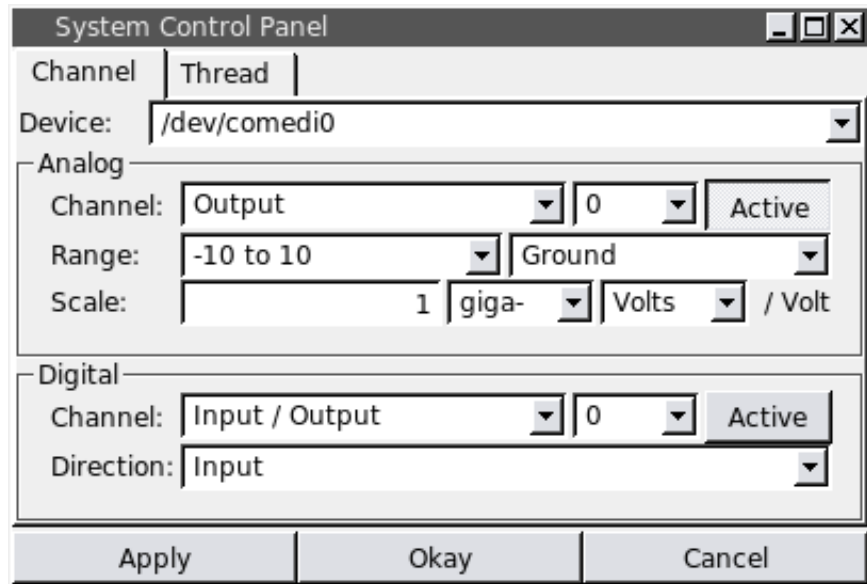 System Control Panel
Channel Thread
Device: /dev/comedi0
Analog
Channel: Output 0 Active
Range: -10 to 10 Ground
Scale: 1 giga- Volts / Volt
Digital
Channel: Input / Output 0 Active
Direction: Input
Apply Okay Cancel